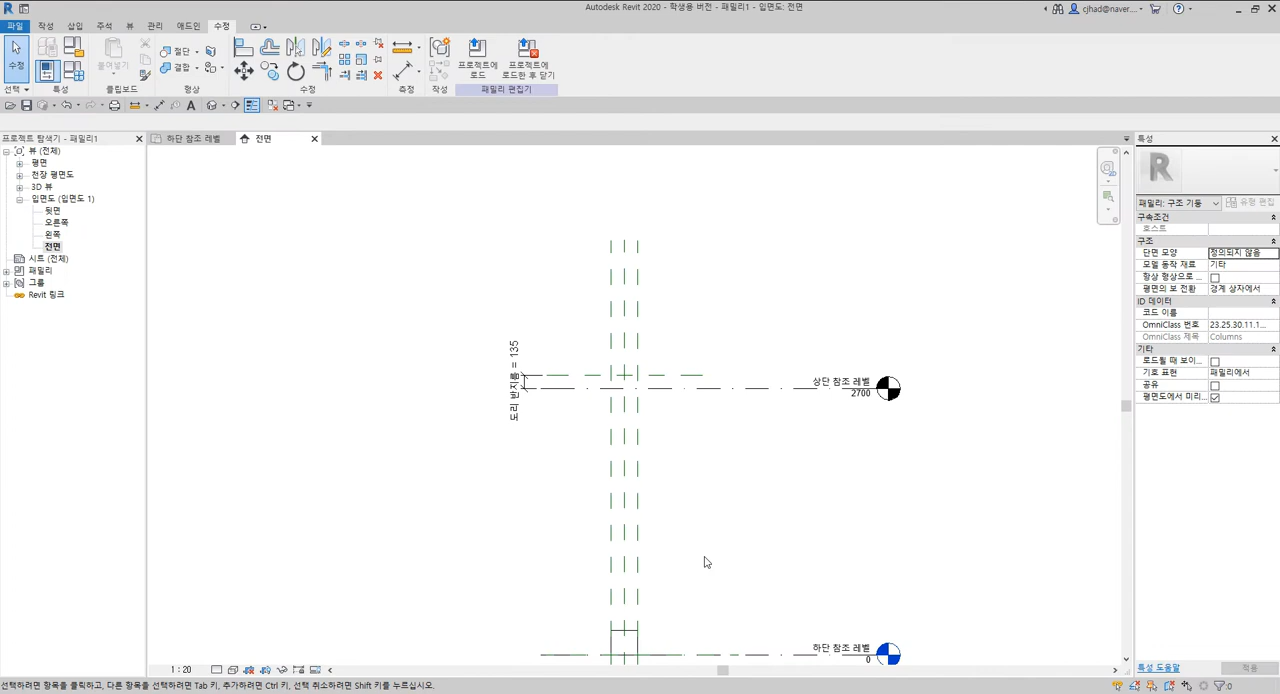 Autodesk Revit 2020 - 학생용 버전 - 패밀리1 - 입면도: 전면
cjhad@naver....
파일 작성 삽입 주석 뷰 관리 애드인 수정
수정
붙여넣기
절단
결합
프로젝트에 로드
프로젝트에 로드한 후 닫기
선택 특성 클립보드 형상 수정 측정 작성 패밀리 편집기
프로젝트 탐색기 - 패밀리1
하단 참조 레벨
전면
특성
뷰 (전체)
평면
천장 평면도
3D 뷰
입면도 (입면도 1)
뒷면
오른쪽
왼쪽
전면
시트 (전체)
패밀리
그룹
Revit 링크
도리 반지름 = 135
상단 참조 레벨
2700
하단 참조 레벨
0
패밀리: 구조 기둥
유형 편집
구속조건
호스트
구조
단면 모양 정의되지 않음
모델 동작 재료 기타
항상 형상으로 ...
평면의 보 전환 경계 상자에서
ID 데이터
코드 이름
OmniClass 번호 23.25.30.11.1...
OmniClass 제목 Columns
기타
로드될 때 보이...
기호 표현 패밀리에서
공유
평면도에서 미리...
특성 도움말
적용
1 : 20
선택하려면 항목을 클릭하고, 다른 항목을 선택하려면 Tab 키, 추가하려면 Ctrl 키, 선택 취소하려면 Shift 키를 누르십시오.
:0